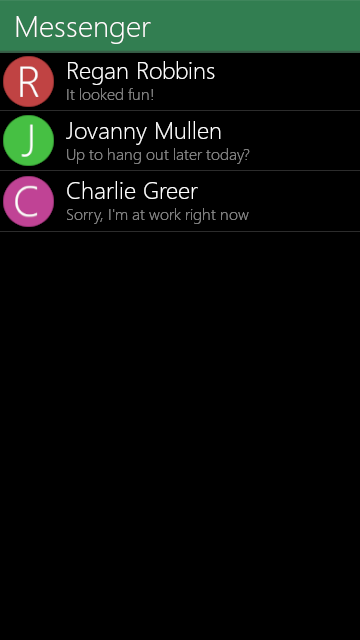 Messenger
R
Regan Robbins
It looked fun!
J
Jovanny Mullen
Up to hang out later today?
C
Charlie Greer
Sorry, I'm at work right now